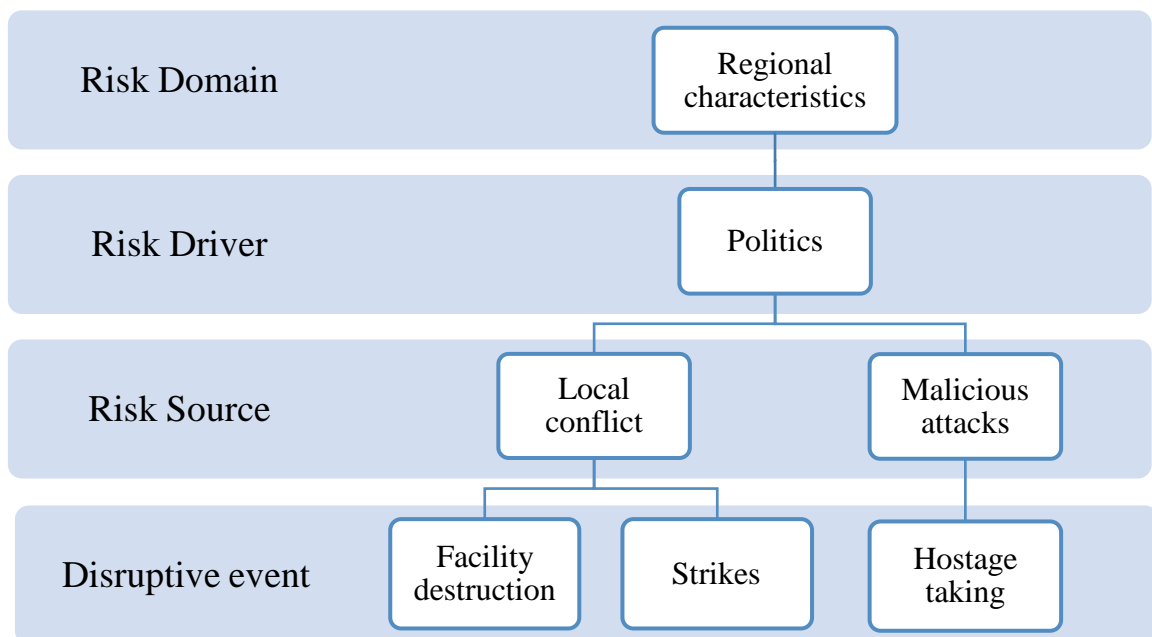 Risk Domain
Regional
characteristics
Risk Driver
Politics
Risk Source
Local
conflict
Malicious
attacks
Disruptive event
Facility
destruction
Strikes
Hostage
taking